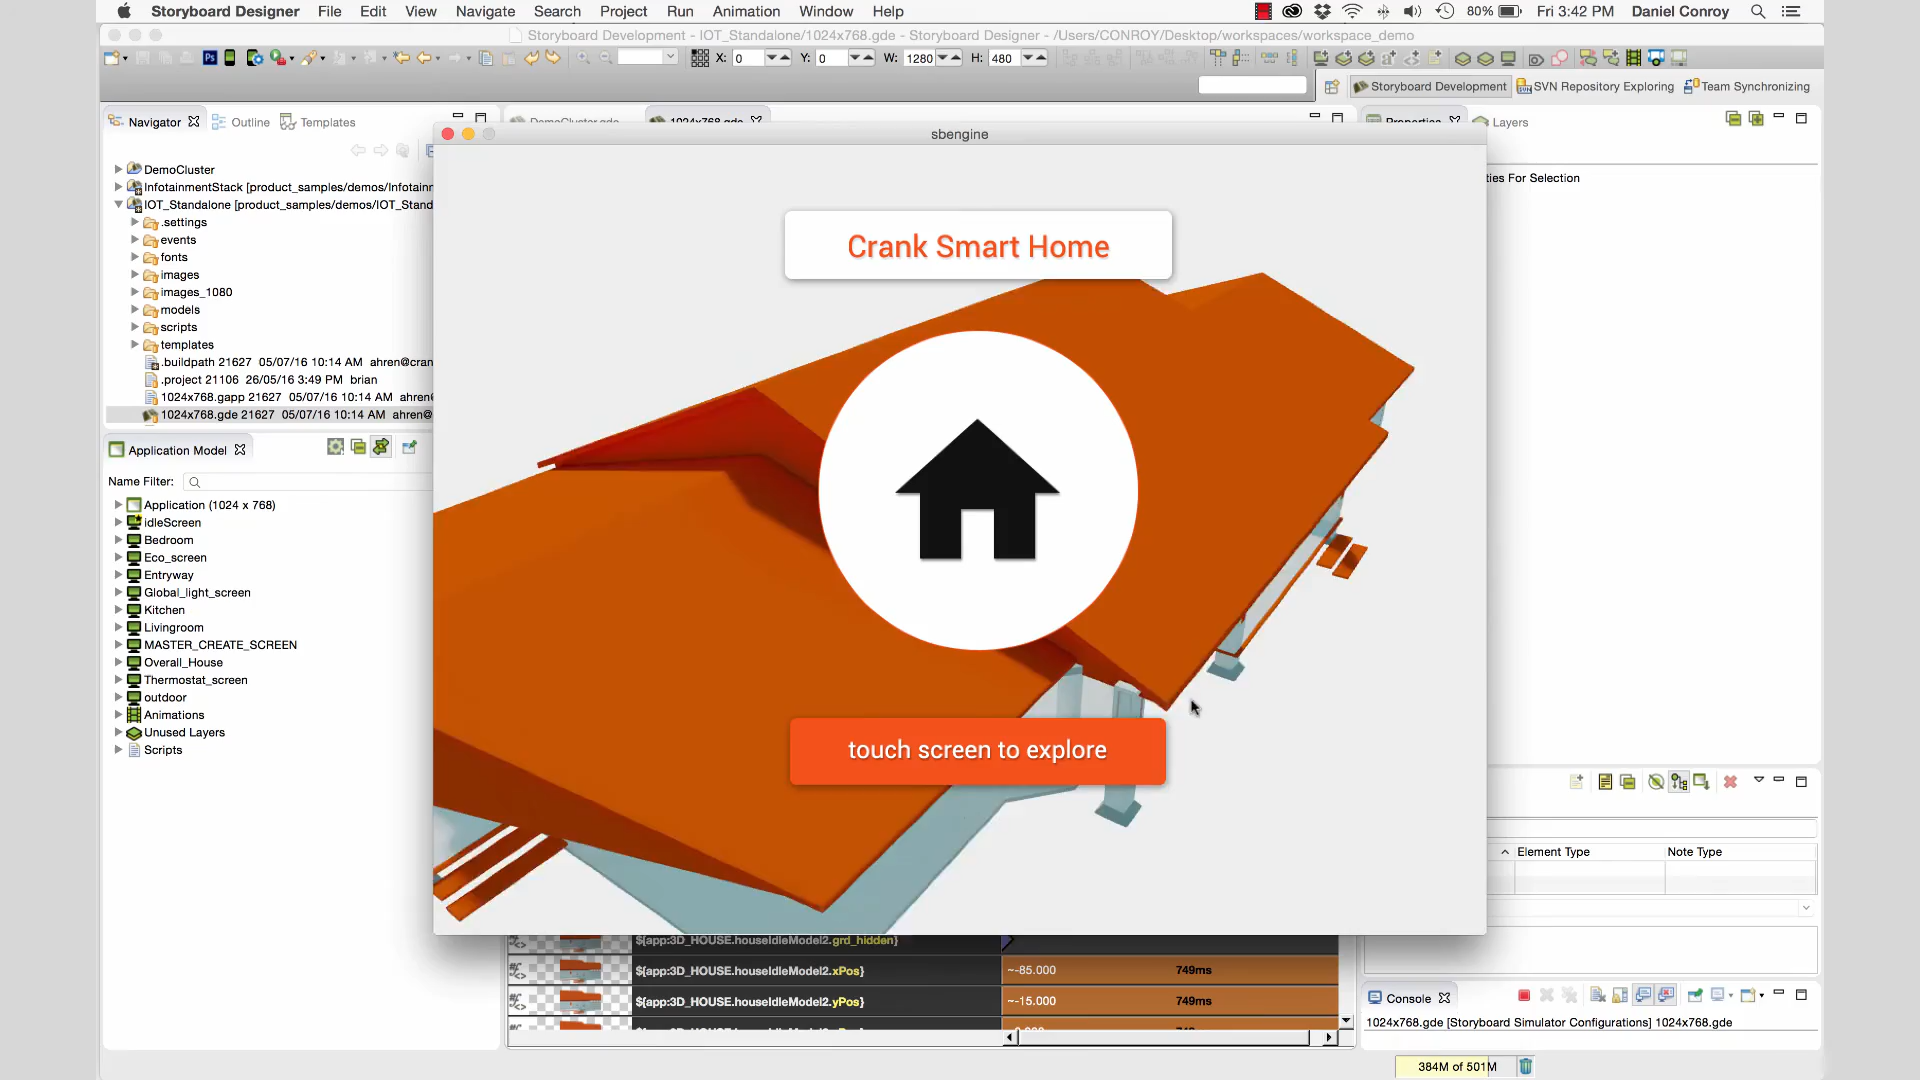 Storyboard Designer File Edit View Navigate Search Project Run Animation Window Help 80% Fri 3:42 PM Daniel Conroy
Storyboard Development - IOT_Standalone/1024x768.gde - Storyboard Designer - /Users/CONROY/Desktop/workspaces/workspace_demo
X: 0 Y: 0 W: 1280 H: 480
Storyboard Development SVN Repository Exploring Team Synchronizing
Navigator Outline Templates DemoCluster.gde 1024x768.gde Properties Layers
sbengine
DemoCluster
InfotainmentStack [product_samples/demos/Infotainn
IOT_Standalone [product_samples/demos/IOT_Stand
.settings
events
fonts
images
images_1080
models
scripts
templates
.buildpath 21627 05/07/16 10:14 AM ahren@cran
.project 21106 26/05/16 3:49 PM brian
1024x768.gapp 21627 05/07/16 10:14 AM ahren@
1024x768.gde 21627 05/07/16 10:14 AM ahren@
ties For Selection
Crank Smart Home
touch screen to explore
Application Model
Name Filter:
Application (1024 x 768)
idleScreen
Bedroom
Eco_screen
Entryway
Global_light_screen
Kitchen
Livingroom
MASTER_CREATE_SCREEN
Overall_House
Thermostat_screen
outdoor
Animations
Unused Layers
Scripts
Element Type Note Type
${app:3D_HOUSE.houseIdleModel2.grd_hidden}
${app:3D_HOUSE.houseIdleModel2.xPos} ~-85.000 749ms
${app:3D_HOUSE.houseIdleModel2.yPos} ~-15.000 749ms
Console
1024x768.gde [Storyboard Simulator Configurations] 1024x768.gde
384M of 501M